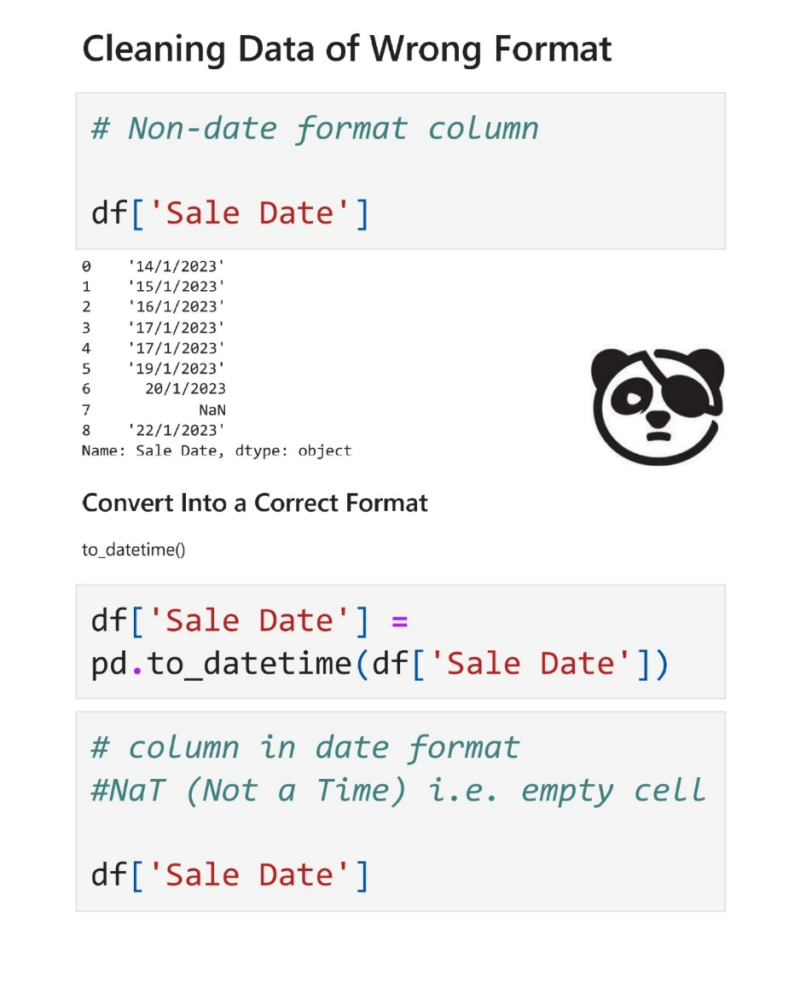 Cleaning Data of Wrong Format
# Non-date format column
df['Sale Date']
0 '14/1/2023'
1 '15/1/2023'
2 '16/1/2023'
3 '17/1/2023'
4 '17/1/2023'
5 '19/1/2023'
6 20/1/2023
7 NaN
8 '22/1/2023'
Name: Sale Date, dtype: object
Convert Into a Correct Format
to_datetime()
df['Sale Date'] =
pd.to_datetime(df['Sale Date'])
# column in date format
#NaT (Not a Time) i.e. empty cell
df['Sale Date']